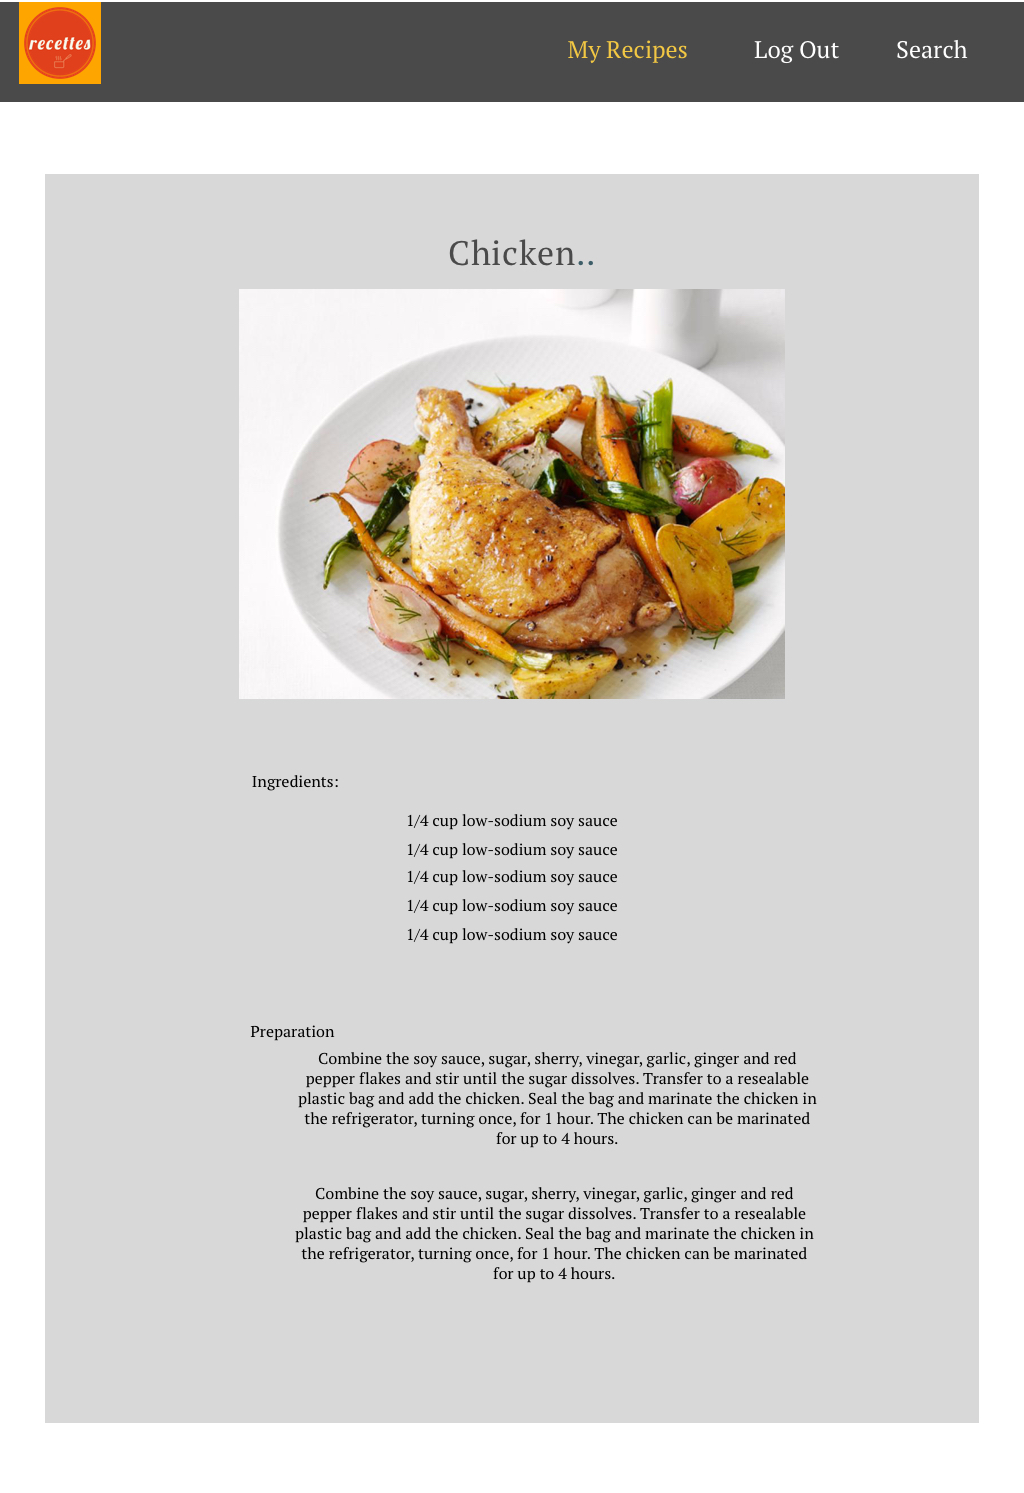 recettes
My Recipes Log Out Search
Chicken..
Ingredients:
1/4 cup low-sodium soy sauce
1/4 cup low-sodium soy sauce
1/4 cup low-sodium soy sauce
1/4 cup low-sodium soy sauce
1/4 cup low-sodium soy sauce
Preparation
Combine the soy sauce, sugar, sherry, vinegar, garlic, ginger and red
pepper flakes and stir until the sugar dissolves. Transfer to a resealable
plastic bag and add the chicken. Seal the bag and marinate the chicken in
the refrigerator, turning once, for 1 hour. The chicken can be marinated
for up to 4 hours.
Combine the soy sauce, sugar, sherry, vinegar, garlic, ginger and red
pepper flakes and stir until the sugar dissolves. Transfer to a resealable
plastic bag and add the chicken. Seal the bag and marinate the chicken in
the refrigerator, turning once, for 1 hour. The chicken can be marinated
for up to 4 hours.